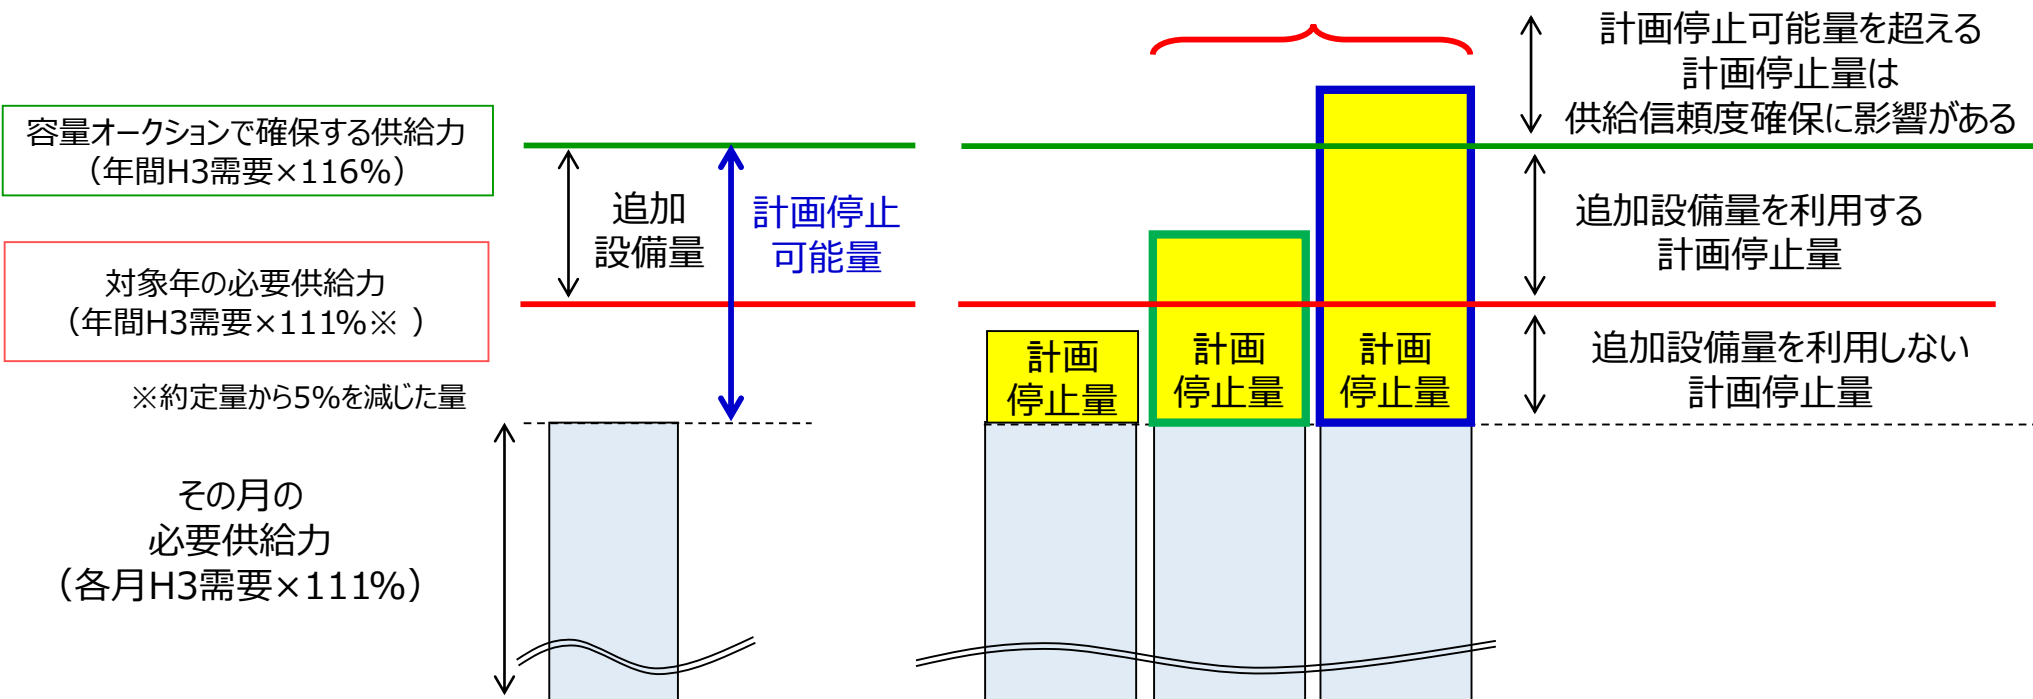 容量オークションで確保する供給力
（年間H3需要×116%）
対象年の必要供給力
（年間H3需要×111%※ ）
※約定量から5%を減じた量
その月の
必要供給力
（各月H3需要×111%）
追加
設備量
計画停止
可能量
計画
停止量
計画
停止量
計画
停止量
計画停止可能量を超える
計画停止量は
供給信頼度確保に影響がある
追加設備量を利用する
計画停止量
追加設備量を利用しない
計画停止量